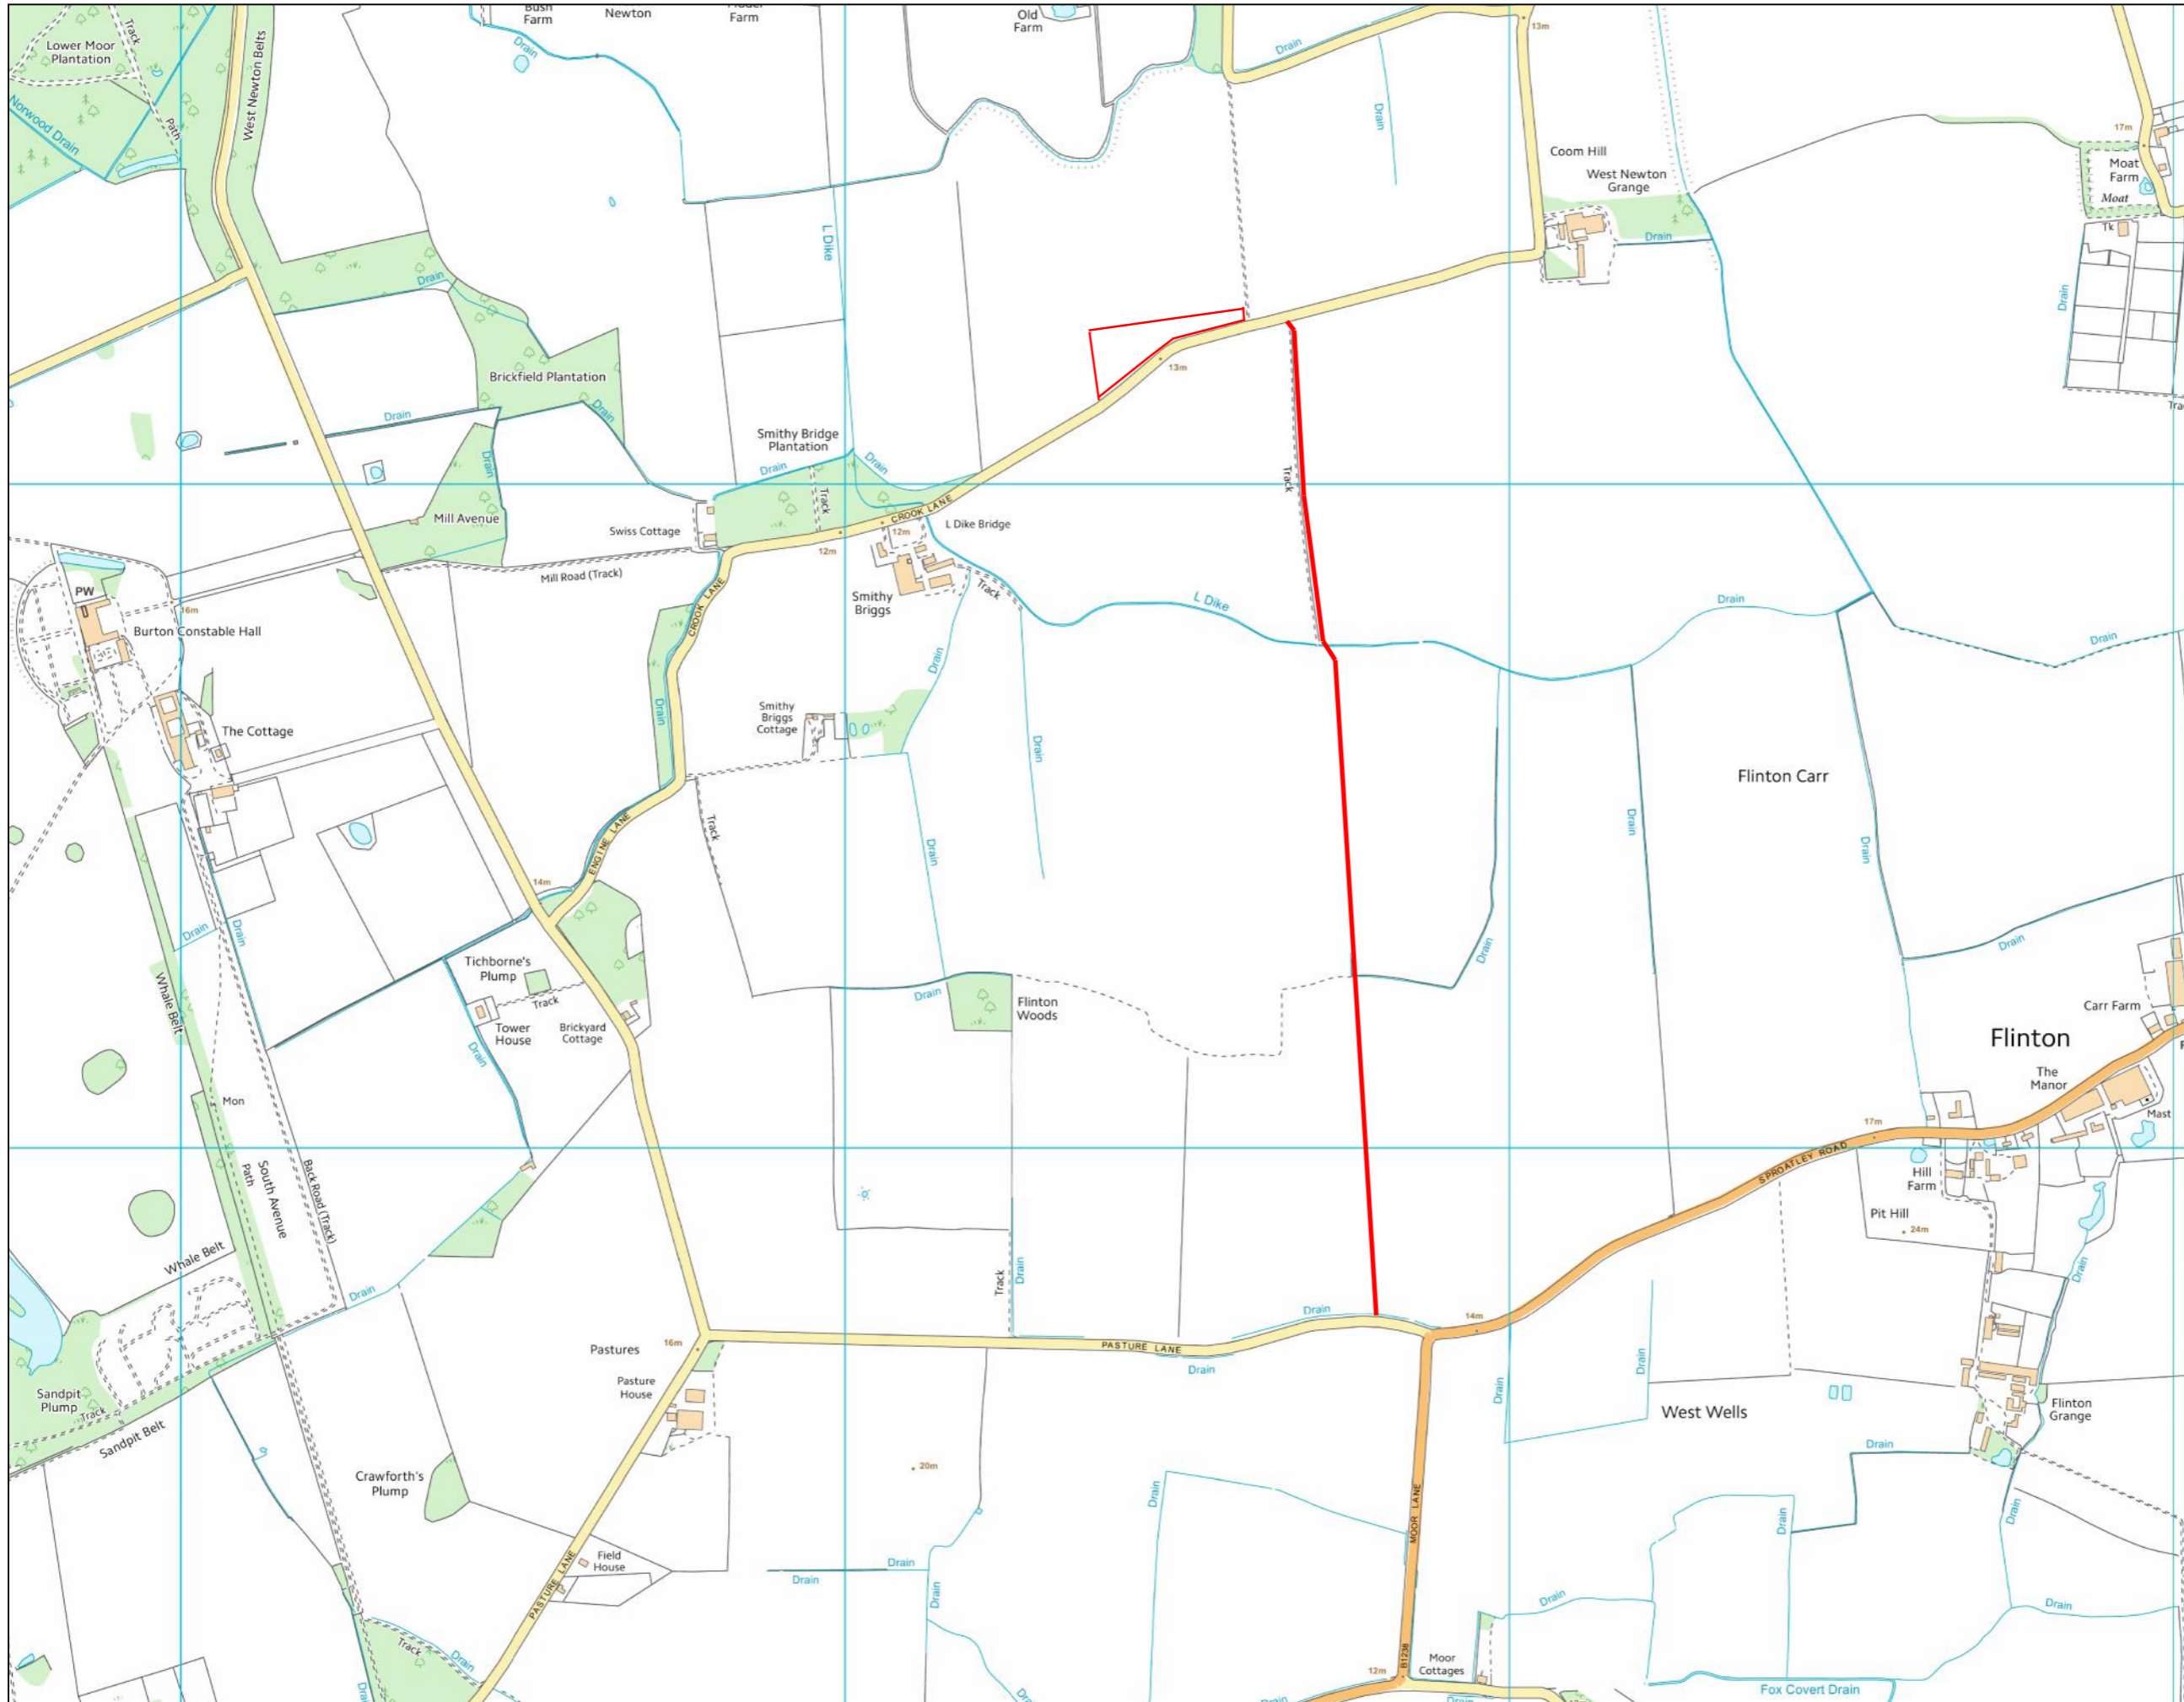 Bush
Farm
Newton
Farm
Old
Farm
Drain
13m
Lower Moor
Plantation
Track
West Newton Belts
Drain
Norwood Drain
Path
Drain
17m
Moat
Farm
Moat
Coom Hill
West Newton
Grange
Tk
L Dike
Drain
Drain
Drain
Brickfield Plantation
13m
Drain
Drain
Smithy Bridge
Plantation
Drain
Drain
Drain
Track
Track
Mill Avenue
CROOK LANE
12m
L Dike Bridge
Swiss Cottage
12m
Mill Road (Track)
Track
PW
16m
Smithy
Briggs
L Dike
Drain
CROOK LANE
Burton Constable Hall
Drain
Drain
Drain
Smithy
Briggs
Cottage
The Cottage
Drain
Flinton Carr
Track
ENGINE LANE
Drain
Drain
Drain
14m
Drain
Drain
Drain
Drain
Tichborne's
Plump
Track
Drain
Whale Belt
Flinton
Woods
Carr Farm
Tower
House
Brickyard
Cottage
Drain
Flinton
The
Manor
Mon
Mast
17m
SPROATLEY ROAD
Path
South Avenue
Back Road (Track)
Hill
Farm
Pit Hill
24m
Whale Belt
Drain
Track
Drain
Drain
Drain
14m
Pastures
16m
PASTURE LANE
Drain
Drain
Drain
Pasture
House
Sandpit
Plump
Track
Sandpit Belt
West Wells
Flinton
Grange
Drain
20m
Crawforth's
Plump
Drain
MOOR LANE
Drain
Drain
Field
House
Drain
Drain
PASTURE LANE
Drain
Drain
Drain
Track
Drain
B1238
12m
Moor
Cottages
Fox Covert Drain
Drain